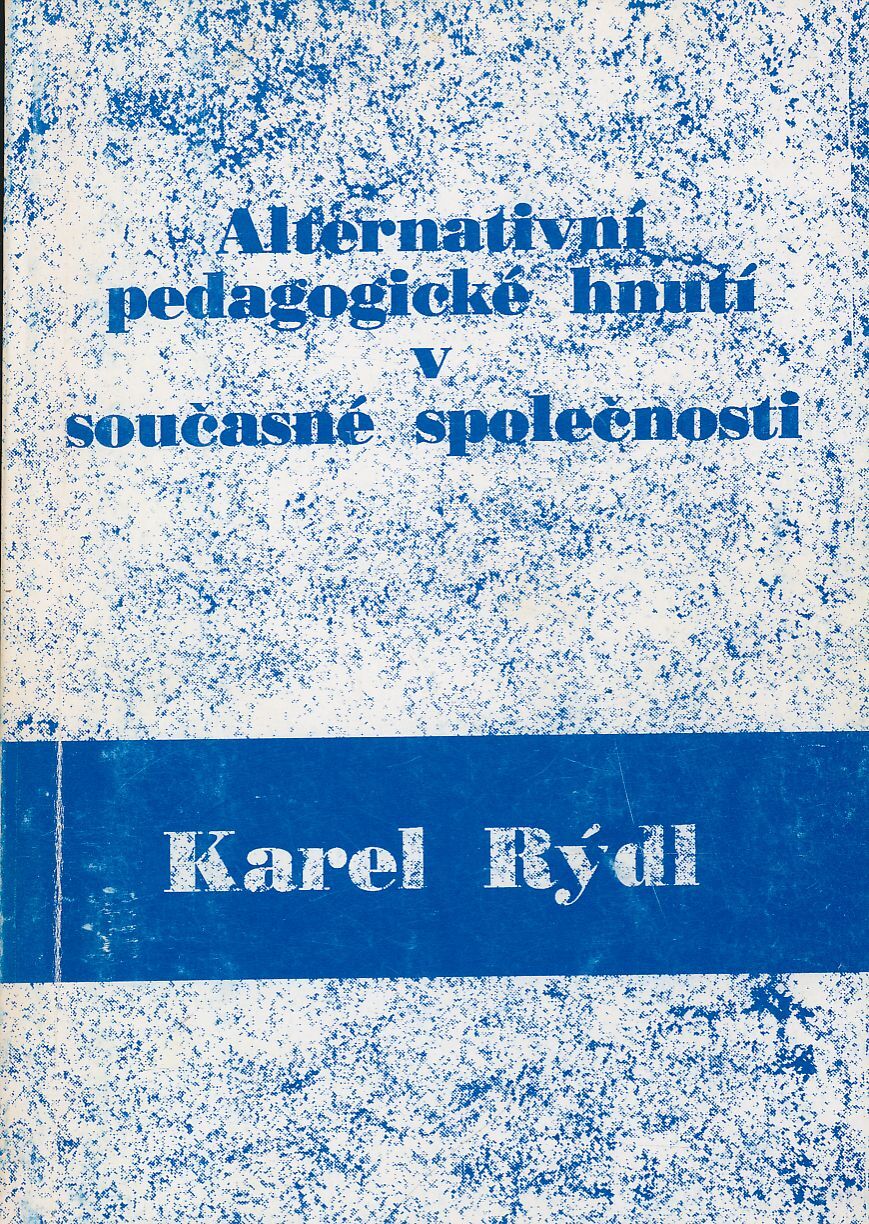 Alternativní
pedagogické hnutí
v
současné společnosti
Karel Rýdl